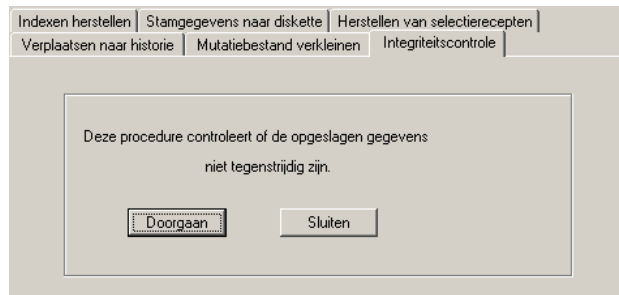 Indexen herstellen Stamgegevens naar diskette Herstellen van selectierecepten
Verplaatsen naar historie Mutatiebestand verkleinen Integriteitscontrole
Deze procedure controleert of de opgeslagen gegevens
niet tegenstrijdig zijn.
Doorgaan Sluiten